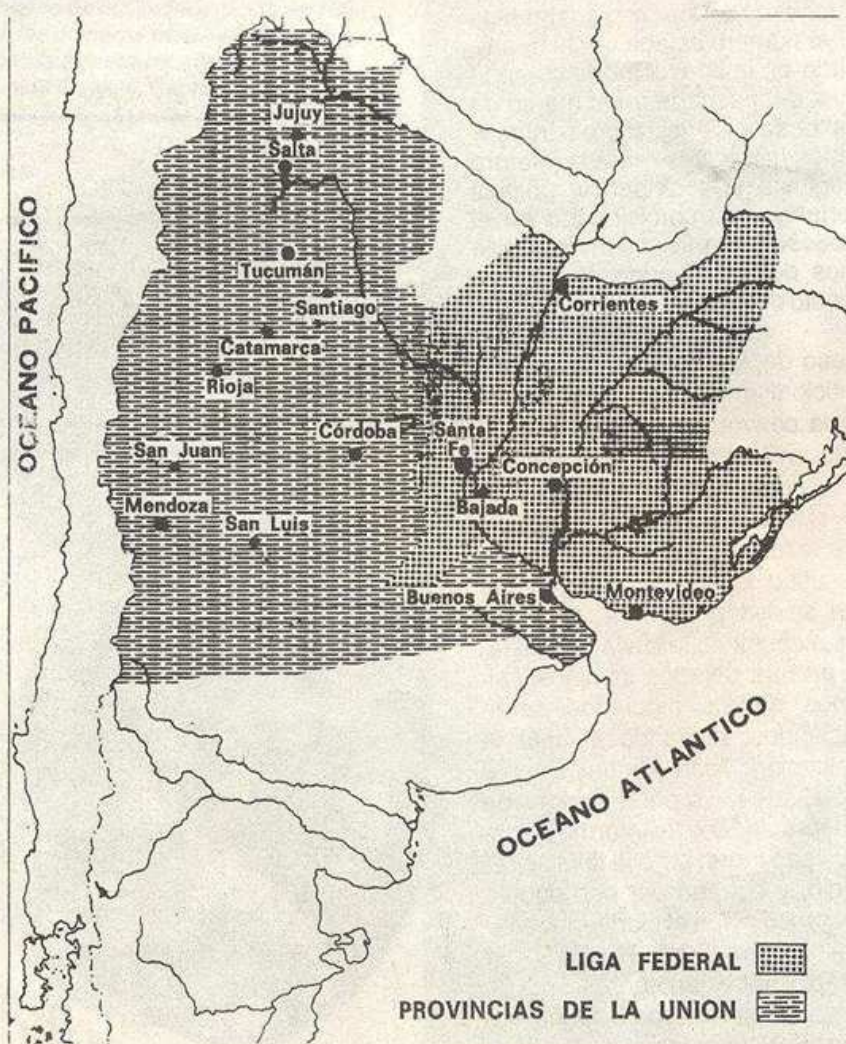 Jujuy
Salta
Tucumán
Santiago
Catamarca
Rioja
Córdoba
San Juan
Mendoza
San Luis
Corrientes
Santa
Fe
Concepción
Bajada
Buenos Aires
Montevideo
OCEANO PACIFICO
OCEANO ATLANTICO
LIGA FEDERAL
PROVINCIAS DE LA UNION